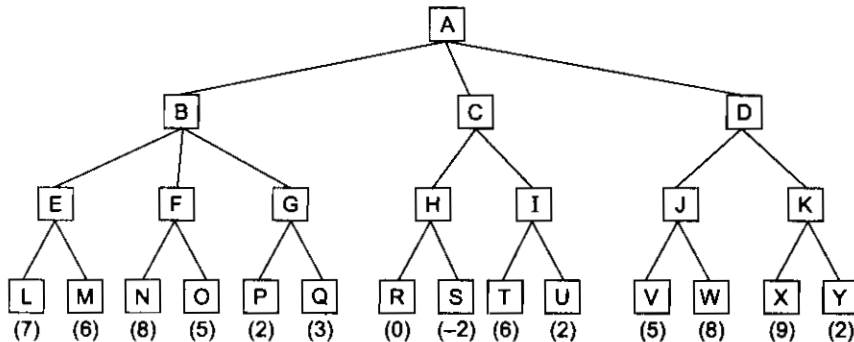 A
B C D
E F G H I J K
L M N O P Q R S T U V W X Y
(7) (6) (8) (5) (2) (3) (0) (–2) (6) (2) (5) (8) (9) (2)